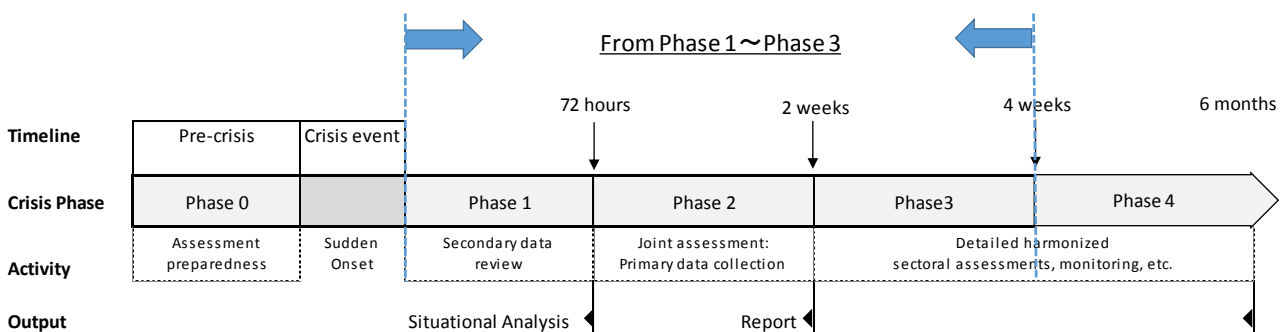 From Phase 1～Phase 3
72 hours
2 weeks
4 weeks
6 months
Timeline
Pre-crisis
Crisis event
Crisis Phase
Phase 0
Phase 1
Phase 2
Phase3
Phase 4
Activity
Assessment
preparedness
Sudden
Onset
Secondary data
review
Joint assessment:
Primary data collection
Detailed harmonized
sectoral assessments, monitoring, etc.
Output
Situational Analysis
Report